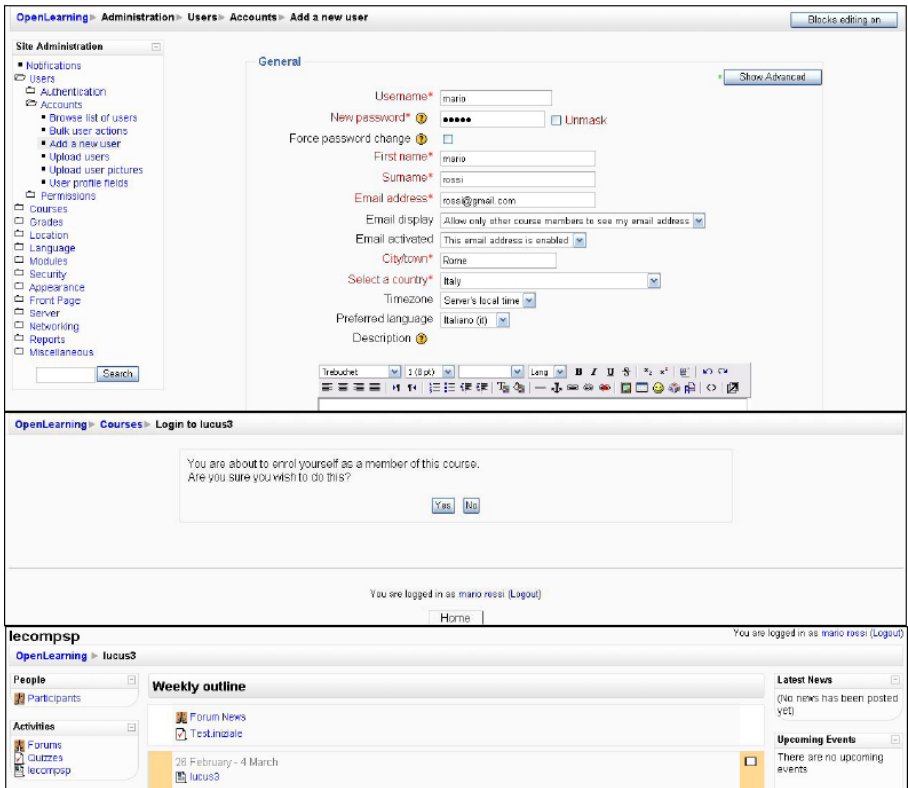 OpenLearning ► Administration ► Users ► Accounts ► Add a new user
Blocks editing on
Site Administration
Notifications
Users
Authentication
Accounts
Browse list of users
Bulk user actions
Add a new user
Upload users
Upload user pictures
User profile fields
Permissions
Courses
Grades
Location
Language
Modules
Security
Appearance
Front Page
Server
Networking
Reports
Miscellaneous
Search
General
* Show Advanced
Username* mario
New password* ●●●●● Unmask
Force password change
First name* mario
Surname* rossi
Email address* rossi@gmail.com
Email display Allow only other course members to see my email address
Email activated This email address is enabled
City/town* Rome
Select a country* Italy
Timezone Server's local time
Preferred language Italiano (it)
Description
Trebuchet 1 (8 pt) Lang B I U S
OpenLearning ► Courses ► Login to lucus3
You are about to enrol yourself as a member of this course.
Are you sure you wish to do this?
Yes No
You are logged in as mario rossi (Logout)
Home
lecompsp
You are logged in as mario rossi (Logout)
OpenLearning ► lucus3
People
Participants
Activities
Forums
Quizzes
lecompsp
Weekly outline
Forum News
Test.iniziale
26 February - 4 March
lucus3
Latest News
(No news has been posted
yet)
Upcoming Events
There are no upcoming
events